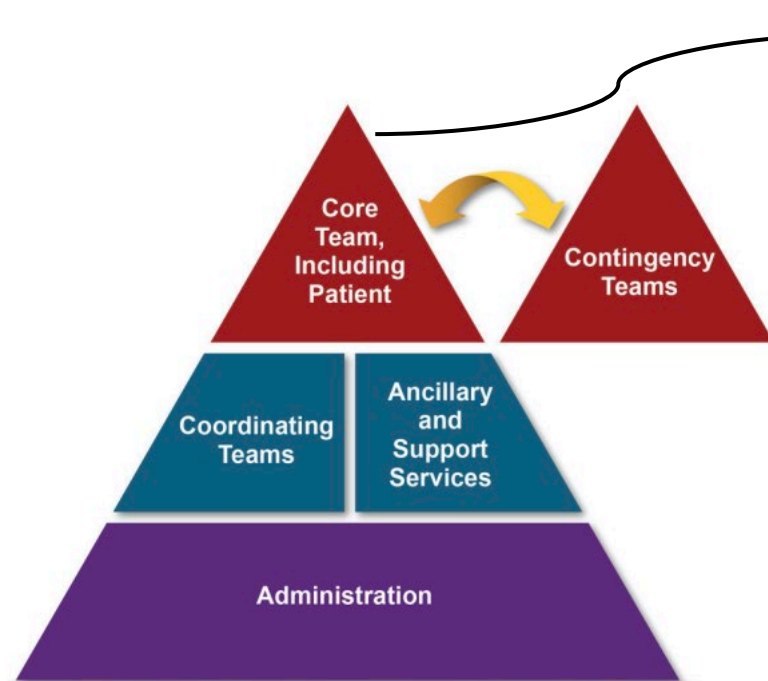 Core
Team,
Including
Patient
Contingency
Teams
Coordinating
Teams
Ancillary
and
Support
Services
Administration